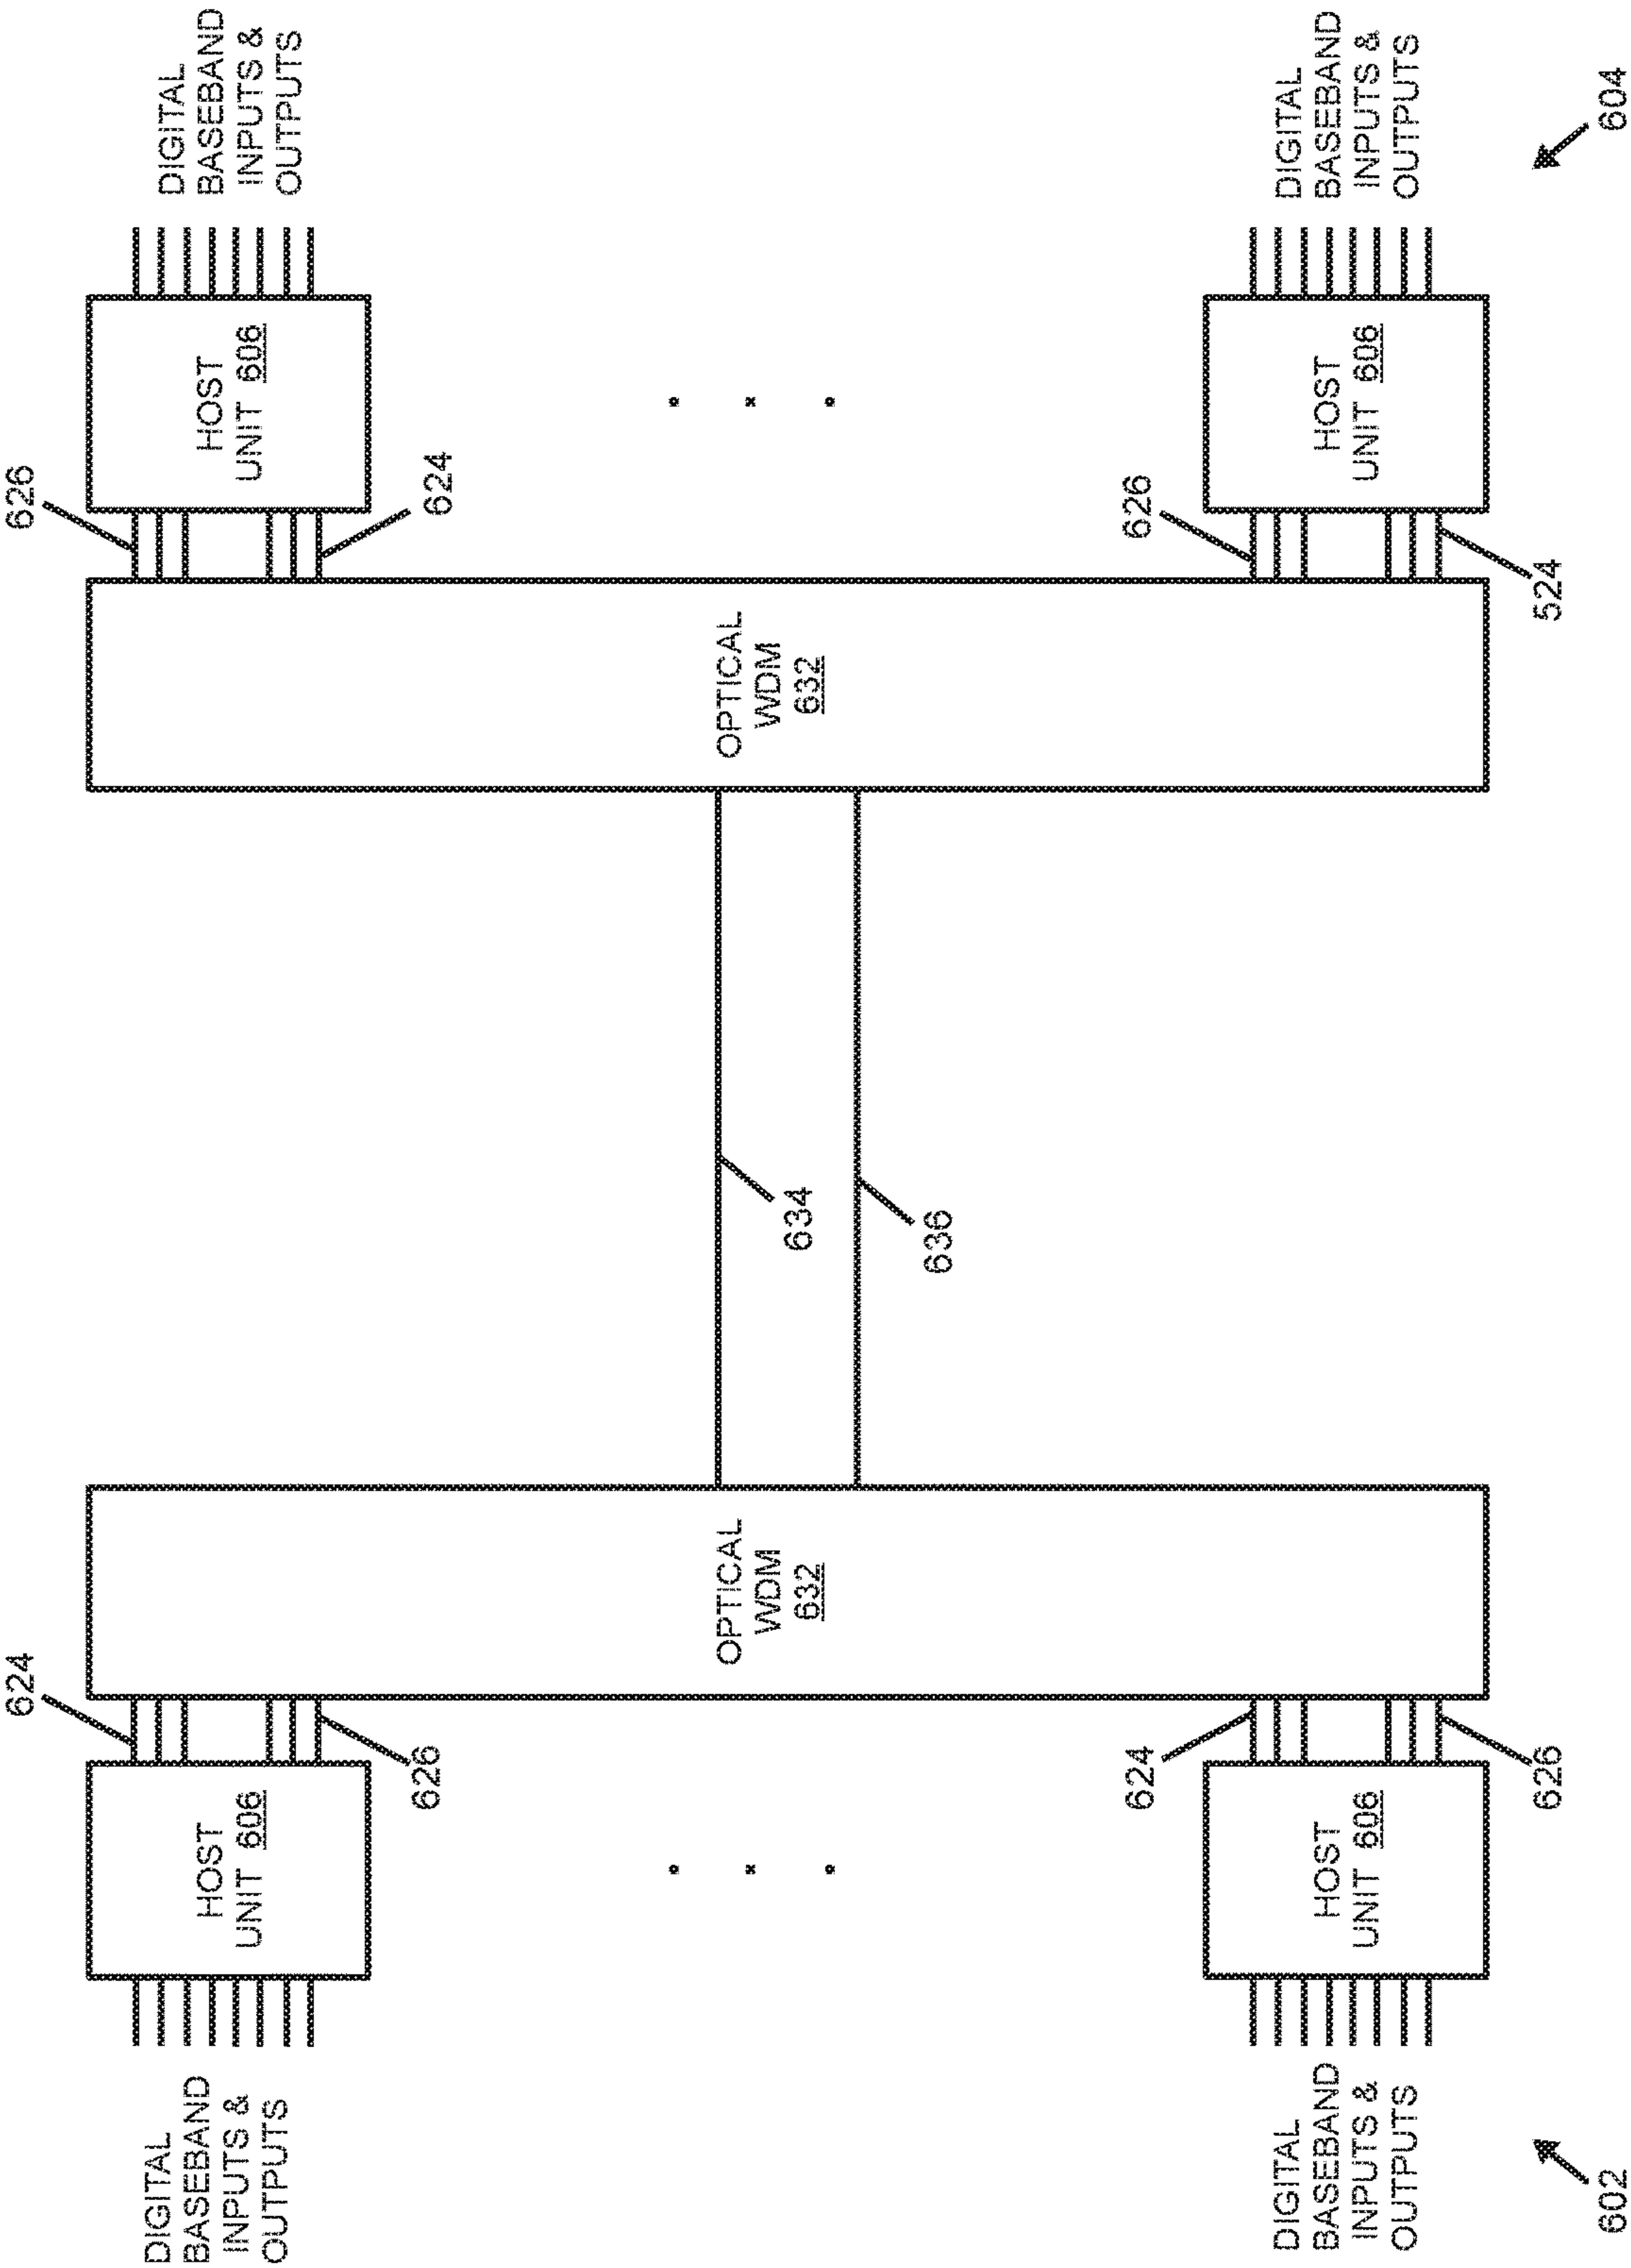 626
624
DIGITAL
BASEBAND
INPUTS &
OUTPUTS
HOST
UNIT 606
626
OPTICAL
WDM
632
OPTICAL
WDM
632
HOST
UNIT 606
624
DIGITAL
BASEBAND
INPUTS &
OUTPUTS
634
636
DIGITAL
BASEBAND
INPUTS &
OUTPUTS
HOST
UNIT 606
624
626
626
524
HOST
UNIT 606
DIGITAL
BASEBAND
INPUTS &
OUTPUTS
602
604